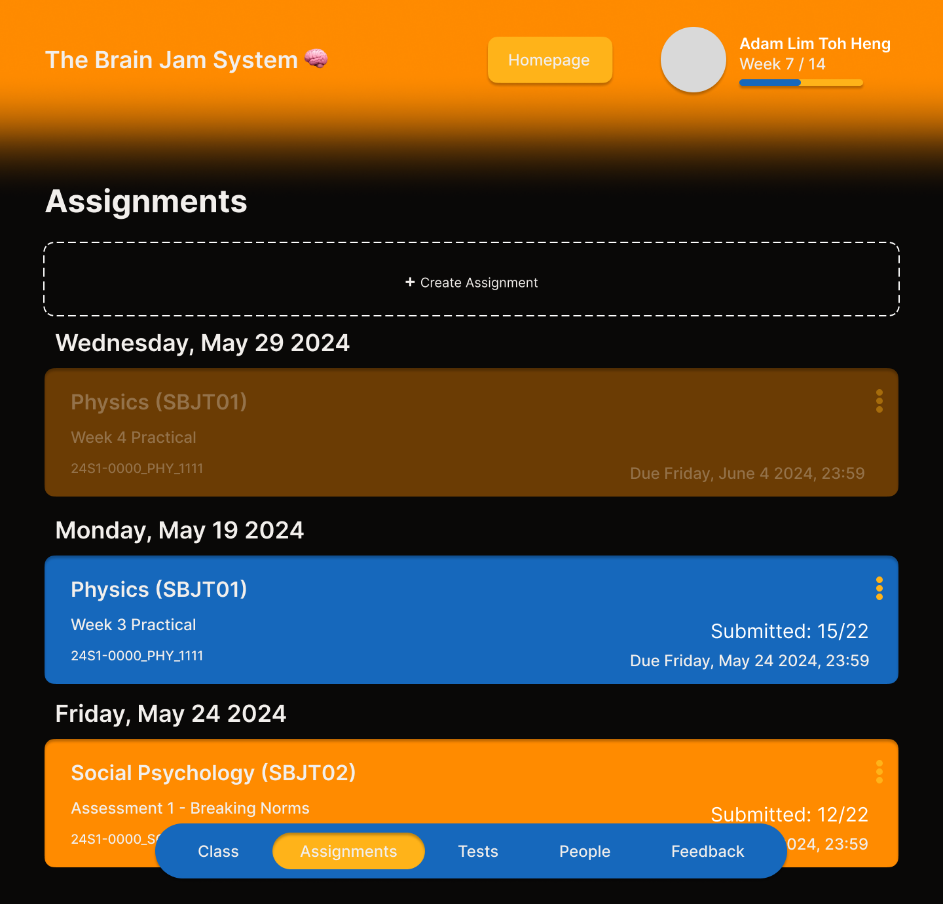 The Brain Jam System 🧠
Homepage
Adam Lim Toh Heng
Week 7 / 14
Assignments
+ Create Assignment
Wednesday, May 29 2024
Physics (SBJT01)
Week 4 Practical
24S1-0000_PHY_1111
Due Friday, June 4 2024, 23:59
Monday, May 19 2024
Physics (SBJT01)
Week 3 Practical
24S1-0000_PHY_1111
Submitted: 15/22
Due Friday, May 24 2024, 23:59
Friday, May 24 2024
Social Psychology (SBJT02)
Assessment 1 - Breaking Norms
Submitted: 12/22
24S1-0000_
23:59
Class
Assignments
Tests
People
Feedback